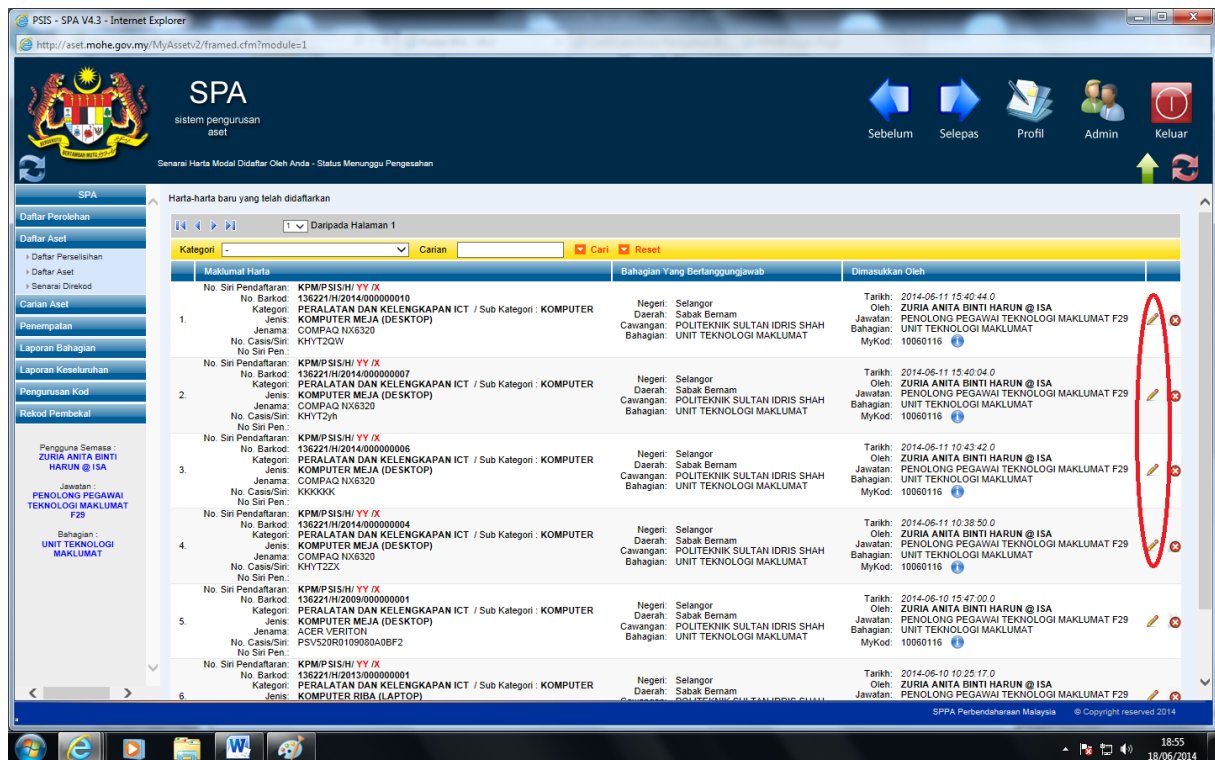 PSIS - SPA V4.3 - Internet Explorer
http://aset.mohe.gov.my/MyAssetv2/framed.cfm?module=1
SPA
sistem pengurusan
aset
Sebelum Selepas Profil Admin Keluar
Senarai Harta Modal Didaftar Oleh Anda - Status Menunggu Pengesahan
SPA
Daftar Perolehan
Daftar Aset
Daftar Perselisihan
Daftar Aset
Senarai Direkod
Carian Aset
Penempatan
Laporan Bahagian
Laporan Keseluruhan
Pengurusan Kod
Rekod Pembekal
Pengguna Semasa :
ZURIA ANITA BINTI
HARUN @ ISA
Jawatan :
PENOLONG PEGAWAI
TEKNOLOGI MAKLUMAT
F29
Bahagian :
UNIT TEKNOLOGI
MAKLUMAT
Harta-harta baru yang telah didaftarkan
1 Daripada Halaman 1
Kategori - Carian Cari Reset
Maklumat Harta Bahagian Yang Bertanggungjawab Dimasukkan Oleh
1.
No. Siri Pendaftaran: KPM/PSIS/H/ YY /X
No. Barkod: 136221/H/2014/000000010
Kategori: PERALATAN DAN KELENGKAPAN ICT / Sub Kategori : KOMPUTER
Jenis: KOMPUTER MEJA (DESKTOP)
Jenama: COMPAQ NX6320
No. Casis/Siri: KHYT2QW
No Siri Pen.:
Negeri: Selangor
Daerah: Sabak Bernam
Cawangan: POLITEKNIK SULTAN IDRIS SHAH
Bahagian: UNIT TEKNOLOGI MAKLUMAT
Tarikh: 2014-06-11 15:40:44.0
Oleh: ZURIA ANITA BINTI HARUN @ ISA
Jawatan: PENOLONG PEGAWAI TEKNOLOGI MAKLUMAT F29
Bahagian: UNIT TEKNOLOGI MAKLUMAT
MyKod: 10060116
2.
No. Siri Pendaftaran: KPM/PSIS/H/ YY /X
No. Barkod: 136221/H/2014/000000007
Kategori: PERALATAN DAN KELENGKAPAN ICT / Sub Kategori : KOMPUTER
Jenis: KOMPUTER MEJA (DESKTOP)
Jenama: COMPAQ NX6320
No. Casis/Siri: KHYT2yh
No Siri Pen.:
Negeri: Selangor
Daerah: Sabak Bernam
Cawangan: POLITEKNIK SULTAN IDRIS SHAH
Bahagian: UNIT TEKNOLOGI MAKLUMAT
Tarikh: 2014-06-11 15:40:04.0
Oleh: ZURIA ANITA BINTI HARUN @ ISA
Jawatan: PENOLONG PEGAWAI TEKNOLOGI MAKLUMAT F29
Bahagian: UNIT TEKNOLOGI MAKLUMAT
MyKod: 10060116
3.
No. Siri Pendaftaran: KPM/PSIS/H/ YY /X
No. Barkod: 136221/H/2014/000000006
Kategori: PERALATAN DAN KELENGKAPAN ICT / Sub Kategori : KOMPUTER
Jenis: KOMPUTER MEJA (DESKTOP)
Jenama: COMPAQ NX6320
No. Casis/Siri: KKKKKK
No Siri Pen.:
Negeri: Selangor
Daerah: Sabak Bernam
Cawangan: POLITEKNIK SULTAN IDRIS SHAH
Bahagian: UNIT TEKNOLOGI MAKLUMAT
Tarikh: 2014-06-11 10:43:42.0
Oleh: ZURIA ANITA BINTI HARUN @ ISA
Jawatan: PENOLONG PEGAWAI TEKNOLOGI MAKLUMAT F29
Bahagian: UNIT TEKNOLOGI MAKLUMAT
MyKod: 10060116
4.
No. Siri Pendaftaran: KPM/PSIS/H/ YY /X
No. Barkod: 136221/H/2014/000000004
Kategori: PERALATAN DAN KELENGKAPAN ICT / Sub Kategori : KOMPUTER
Jenis: KOMPUTER MEJA (DESKTOP)
Jenama: COMPAQ NX6320
No. Casis/Siri: KHYT2ZX
No Siri Pen.:
Negeri: Selangor
Daerah: Sabak Bernam
Cawangan: POLITEKNIK SULTAN IDRIS SHAH
Bahagian: UNIT TEKNOLOGI MAKLUMAT
Tarikh: 2014-06-11 10:38:50.0
Oleh: ZURIA ANITA BINTI HARUN @ ISA
Jawatan: PENOLONG PEGAWAI TEKNOLOGI MAKLUMAT F29
Bahagian: UNIT TEKNOLOGI MAKLUMAT
MyKod: 10060116
5.
No. Siri Pendaftaran: KPM/PSIS/H/ YY /X
No. Barkod: 136221/H/2009/000000001
Kategori: PERALATAN DAN KELENGKAPAN ICT / Sub Kategori : KOMPUTER
Jenis: KOMPUTER MEJA (DESKTOP)
Jenama: ACER VERITON
No. Casis/Siri: PSV520R0109080A0BF2
No Siri Pen.:
Negeri: Selangor
Daerah: Sabak Bernam
Cawangan: POLITEKNIK SULTAN IDRIS SHAH
Bahagian: UNIT TEKNOLOGI MAKLUMAT
Tarikh: 2014-06-10 15:47:00.0
Oleh: ZURIA ANITA BINTI HARUN @ ISA
Jawatan: PENOLONG PEGAWAI TEKNOLOGI MAKLUMAT F29
Bahagian: UNIT TEKNOLOGI MAKLUMAT
MyKod: 10060116
6.
No. Siri Pendaftaran: KPM/PSIS/H/ YY /X
No. Barkod: 136221/H/2013/000000001
Kategori: PERALATAN DAN KELENGKAPAN ICT / Sub Kategori : KOMPUTER
Jenis: KOMPUTER RIBA (LAPTOP)
Negeri: Selangor
Daerah: Sabak Bernam
Tarikh: 2014-06-10 10:25:17.0
Oleh: ZURIA ANITA BINTI HARUN @ ISA
Jawatan: PENOLONG PEGAWAI TEKNOLOGI MAKLUMAT F29
SPPA Perbendaharaan Malaysia © Copyright reserved 2014
18:55
18/06/2014